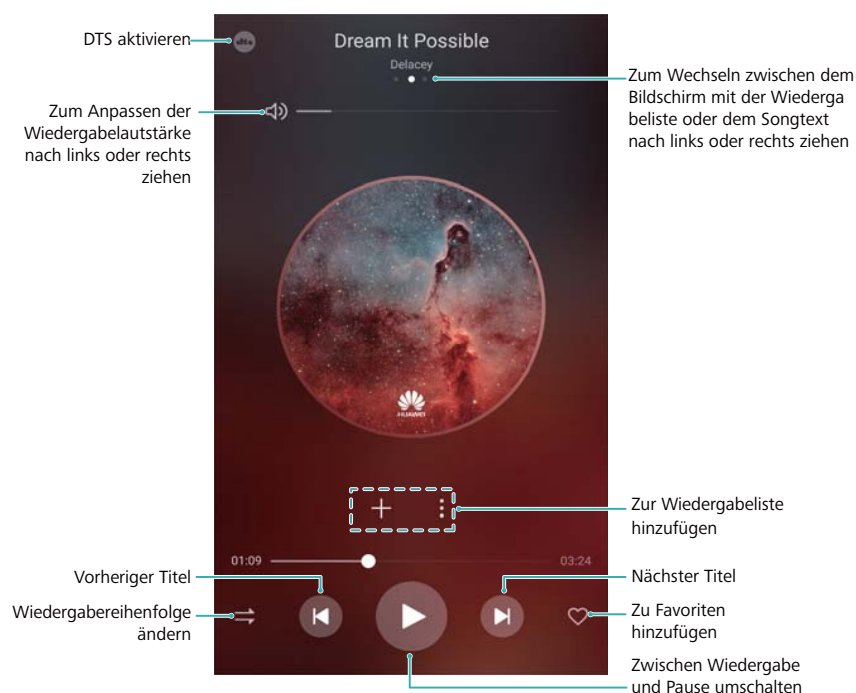 DTS aktivieren
dts
Dream It Possible
Delacey
Zum Wechseln zwischen dem
Bildschirm mit der Wiederga
beliste oder dem Songtext
nach links oder rechts ziehen
Zum Anpassen der
Wiedergabelautstärke
nach links oder rechts
ziehen
HUAWEI
Zur Wiedergabeliste
hinzufügen
01:09
03:24
Vorheriger Titel
Nächster Titel
Wiedergabereihenfolge
ändern
Zu Favoriten
hinzufügen
Zwischen Wiedergabe
und Pause umschalten